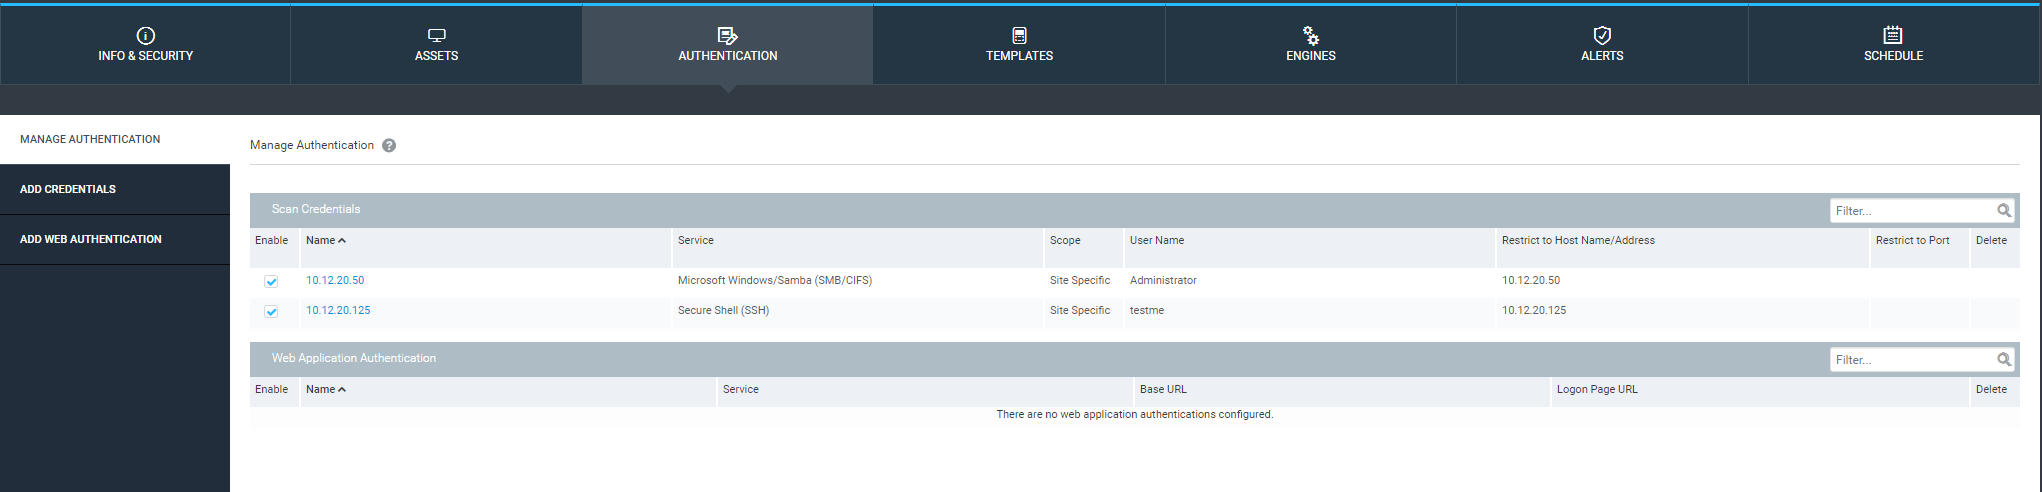 INFO & SECURITY
ASSETS
AUTHENTICATION
TEMPLATES
ENGINES
ALERTS
SCHEDULE
MANAGE AUTHENTICATION
ADD CREDENTIALS
ADD WEB AUTHENTICATION
Manage Authentication ?
Scan Credentials Filter...
Enable Name Service Scope User Name Restrict to Host Name/Address Restrict to Port Delete
10.12.20.50 Microsoft Windows/Samba (SMB/CIFS) Site Specific Administrator 10.12.20.50
10.12.20.125 Secure Shell (SSH) Site Specific testme 10.12.20.125
Web Application Authentication Filter...
Enable Name Service Base URL Logon Page URL Delete
There are no web application authentications configured.